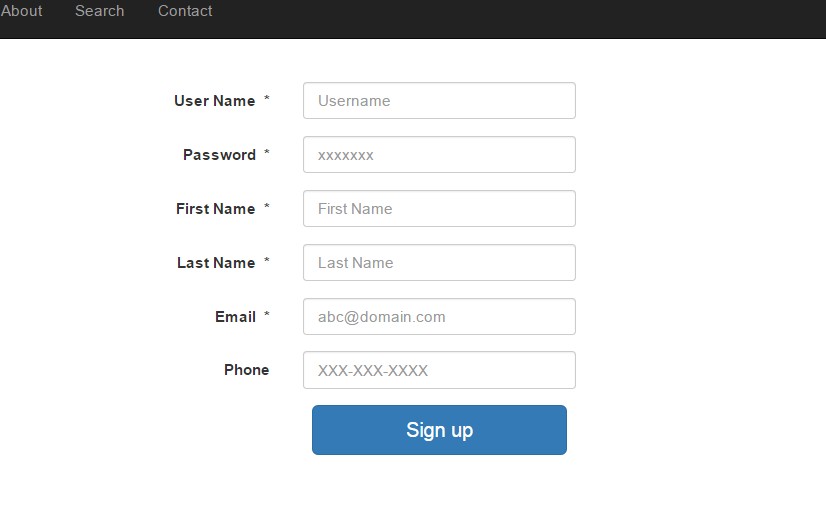 About Search Contact
User Name * Username
Password * xxxxxxx
First Name * First Name
Last Name * Last Name
Email * abc@domain.com
Phone XXX-XXX-XXXX
Sign up